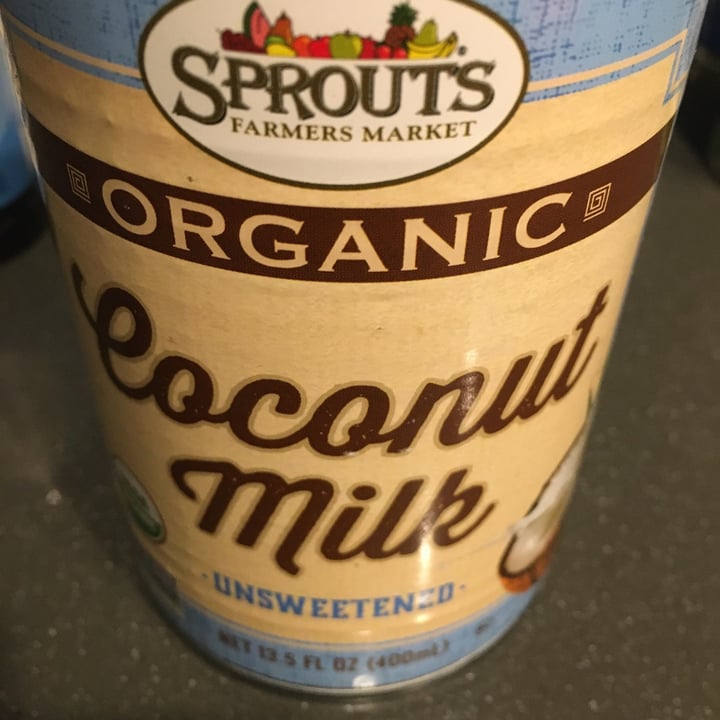 SPROUTS
FARMERS MARKET
ORGANIC
Coconut
Milk
·UNSWEETENED·
NET 13.5 FL OZ (400mL)